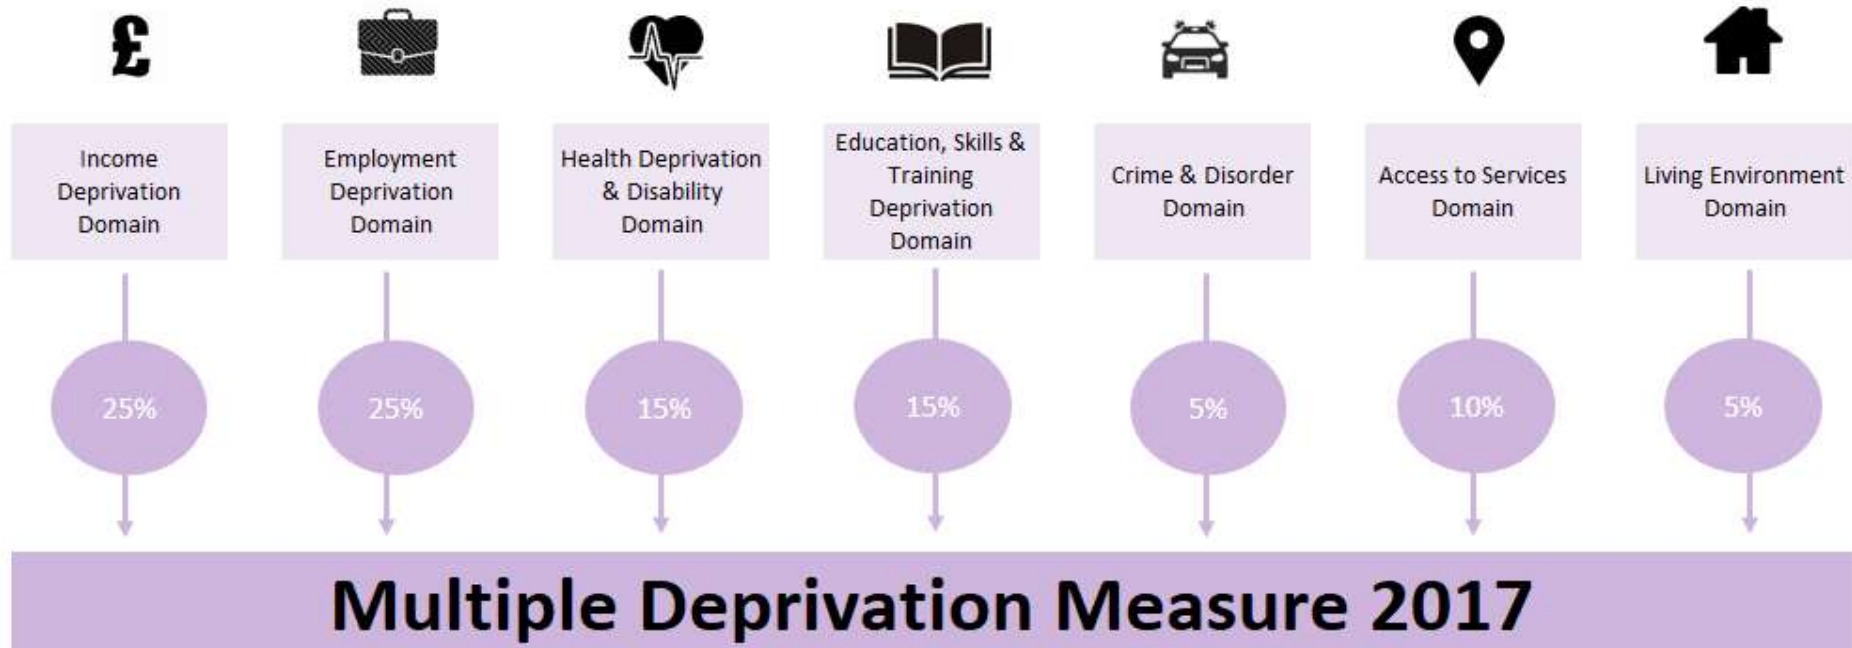 £
Income
Deprivation
Domain
Employment
Deprivation
Domain
Health Deprivation
& Disability
Domain
Education, Skills &
Training
Deprivation
Domain
Crime & Disorder
Domain
Access to Services
Domain
Living Environment
Domain
25%
25%
15%
15%
5%
10%
5%
Multiple Deprivation Measure 2017